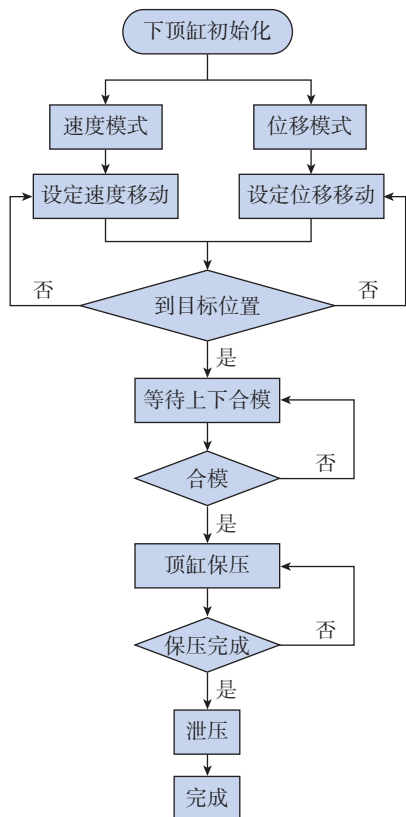 下顶缸初始化
速度模式
位移模式
设定速度移动
设定位移移动
否
到目标位置
否
是
等待上下合模
合模
否
是
顶缸保压
保压完成
否
是
泄压
完成